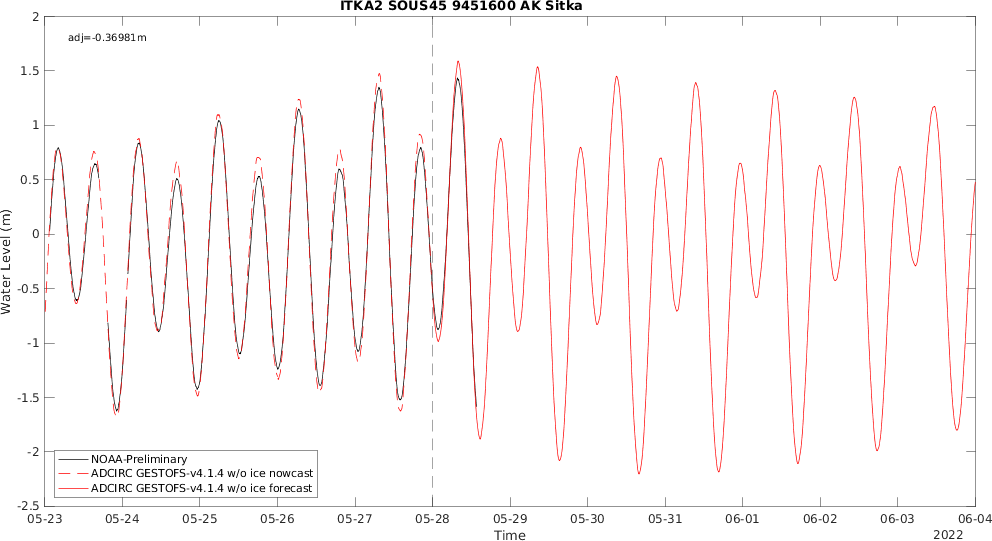 ITKA2 SOUS45 9451600 AK Sitka
adj=-0.36981m
2
1.5
1
0.5
0
-0.5
-1
-1.5
-2
-2.5
Water Level (m)
NOAA-Preliminary
ADCIRC GESTOFS-v4.1.4 w/o ice nowcast
ADCIRC GESTOFS-v4.1.4 w/o ice forecast
05-23 05-24 05-25 05-26 05-27 05-28 05-29 05-30 05-31 06-01 06-02 06-03 06-04
Time
2022